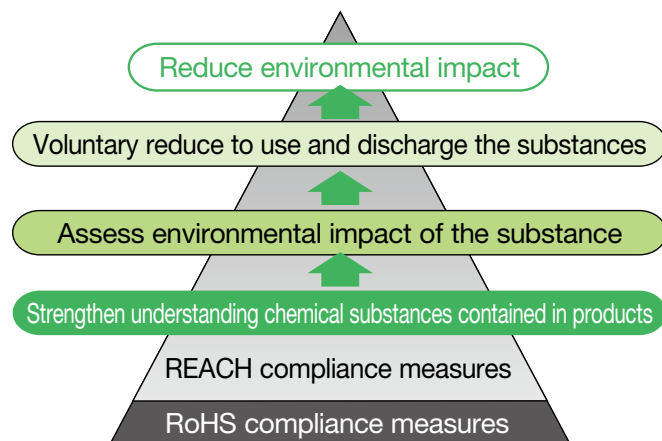 Reduce environmental impact
Voluntary reduce to use and discharge the substances
Assess environmental impact of the substance
Strengthen understanding chemical substances contained in products
REACH compliance measures
RoHS compliance measures